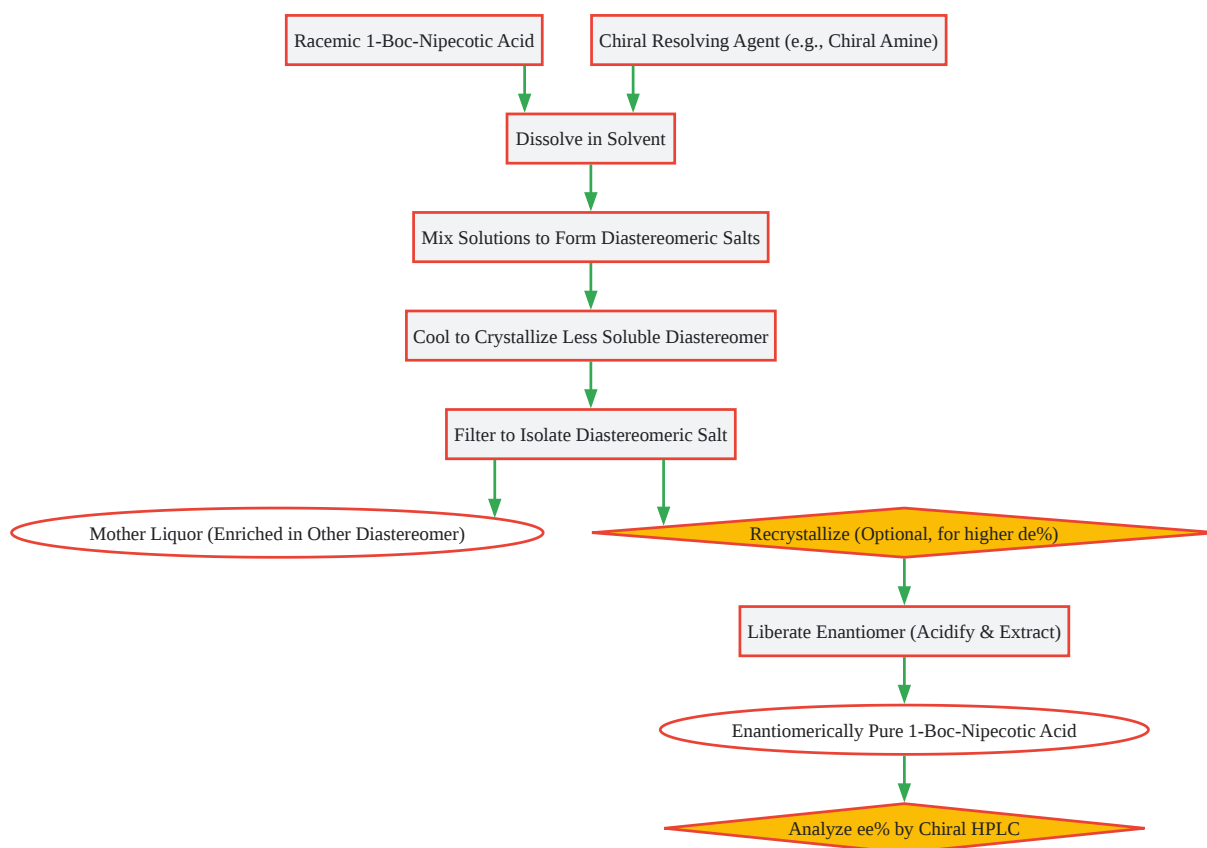 Racemic 1-Boc-Nipecotic Acid
Chiral Resolving Agent (e.g., Chiral Amine)
Dissolve in Solvent
Mix Solutions to Form Diastereomeric Salts
Cool to Crystallize Less Soluble Diastereomer
Filter to Isolate Diastereomeric Salt
Mother Liquor (Enriched in Other Diastereomer)
Recrystallize (Optional, for higher de%)
Liberate Enantiomer (Acidify & Extract)
Enantiomerically Pure 1-Boc-Nipecotic Acid
Analyze ee% by Chiral HPLC